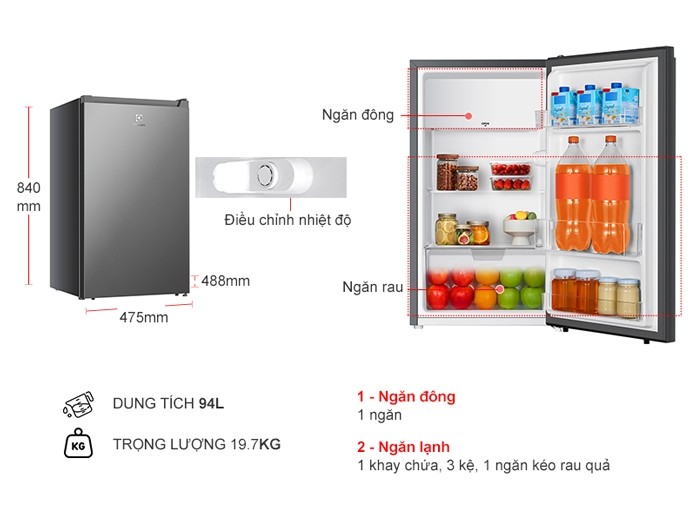 840
mm
Điều chỉnh nhiệt độ
488mm
475mm
Ngăn đông
Ngăn rau
DUNG TÍCH 94L
KG
TRỌNG LƯỢNG 19.7KG
1 - Ngăn đông
1 ngăn
2 - Ngăn lạnh
1 khay chứa, 3 kệ, 1 ngăn kéo rau quả